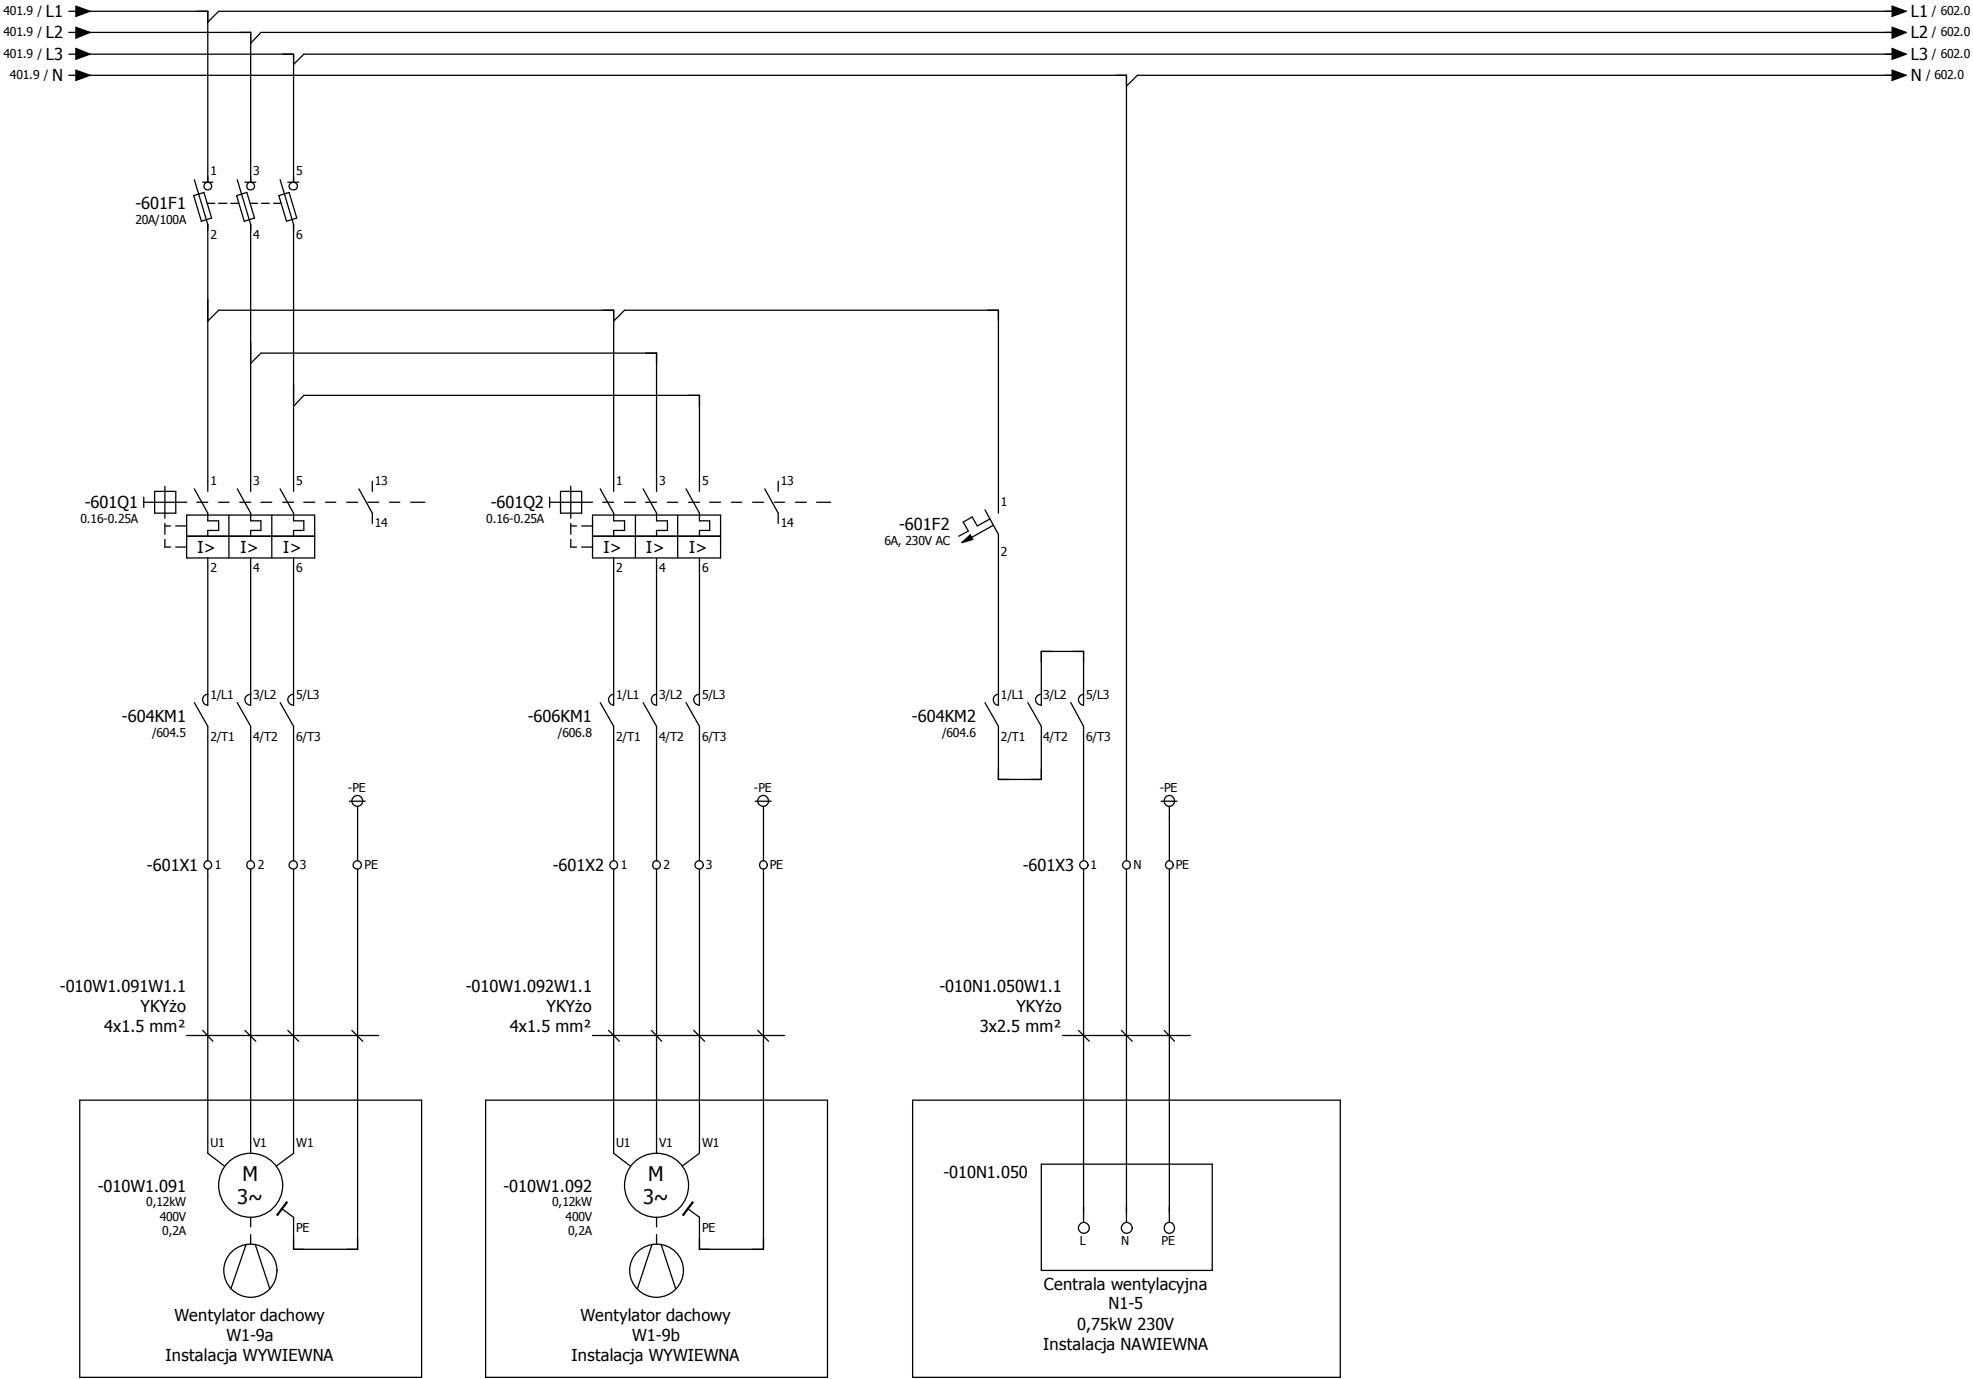 401.9 / L1
L1 / 602.0
401.9 / L2
L2 / 602.0
401.9 / L3
L3 / 602.0
401.9 / N
N / 602.0
1 3 5
-601F1
20A/100A
2 4 6
1 3 5 13
-601Q1
0.16-0.25A
14
I> I> I>
2 4 6
1 3 5 13
-601Q2
0.16-0.25A
14
I> I> I>
2 4 6
1
-601F2
6A, 230V AC
2
1/L1 3/L2 5/L3
-604KM1
/604.5
2/T1 4/T2 6/T3
1/L1 3/L2 5/L3
-606KM1
/606.8
2/T1 4/T2 6/T3
1/L1 3/L2 5/L3
-604KM2
/604.6
2/T1 4/T2 6/T3
-PE
-PE
-PE
-601X1 1 2 3 PE
-601X2 1 2 3 PE
-601X3 1 N PE
-010W1.091W1.1
YKYżo
4x1.5 mm²
-010W1.092W1.1
YKYżo
4x1.5 mm²
-010N1.050W1.1
YKYżo
3x2.5 mm²
U1 V1 W1
M
3~
-010W1.091
0,12kW
400V
0,2A
PE
Wentylator dachowy
W1-9a
Instalacja WYWIEWNA
U1 V1 W1
M
3~
-010W1.092
0,12kW
400V
0,2A
PE
Wentylator dachowy
W1-9b
Instalacja WYWIEWNA
-010N1.050
L N PE
Centrala wentylacyjna
N1-5
0,75kW 230V
Instalacja NAWIEWNA